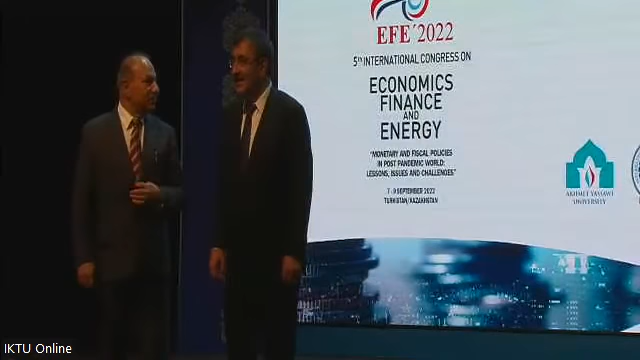 EFE´2022
5TH INTERNATIONAL CONGRESS ON
ECONOMICS
FINANCE
AND
ENERGY
"MONETARY AND FISCAL POLICIES
IN POST PANDEMIC WORLD:
LESSONS, ISSUES AND CHALLENGES"
7 - 9 SEPTEMBER 2022
TURKISTAN/KAZAKHSTAN
AKHMET YASSAWI
UNIVERSITY
IKTU Online